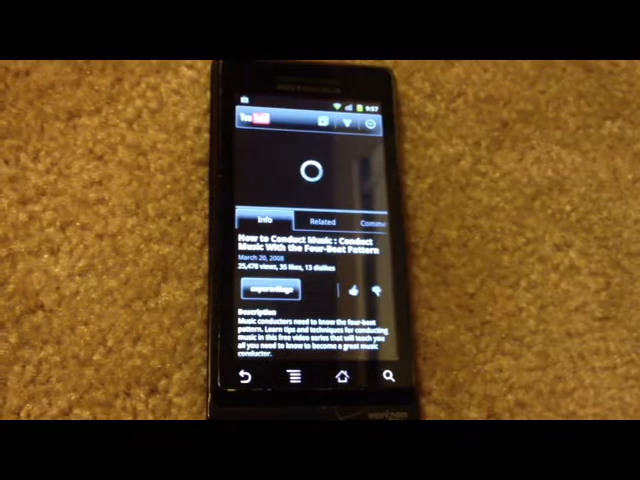 MOTOROLA
9:57
You Tube
Info Related Comme
How to Conduct Music : Conduct
Music With the Four-Beat Pattern
March 20, 2008
25,478 views, 35 likes, 13 dislikes
expertvillage
Description
Music conductors need to know the four-beat
pattern. Learn tips and techniques for conducting
music in this free video series that will teach you
all you need to know to become a great music
conductor.
verizon